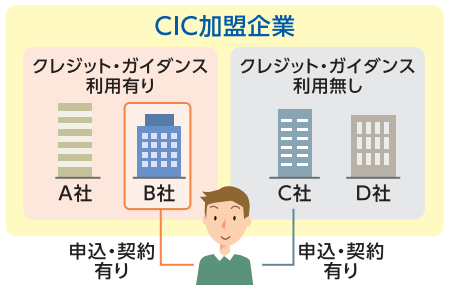 CIC加盟企業
クレジット・ガイダンス
利用有り
A社
B社
クレジット・ガイダンス
利用無し
C社
D社
申込・契約
有り
申込・契約
有り